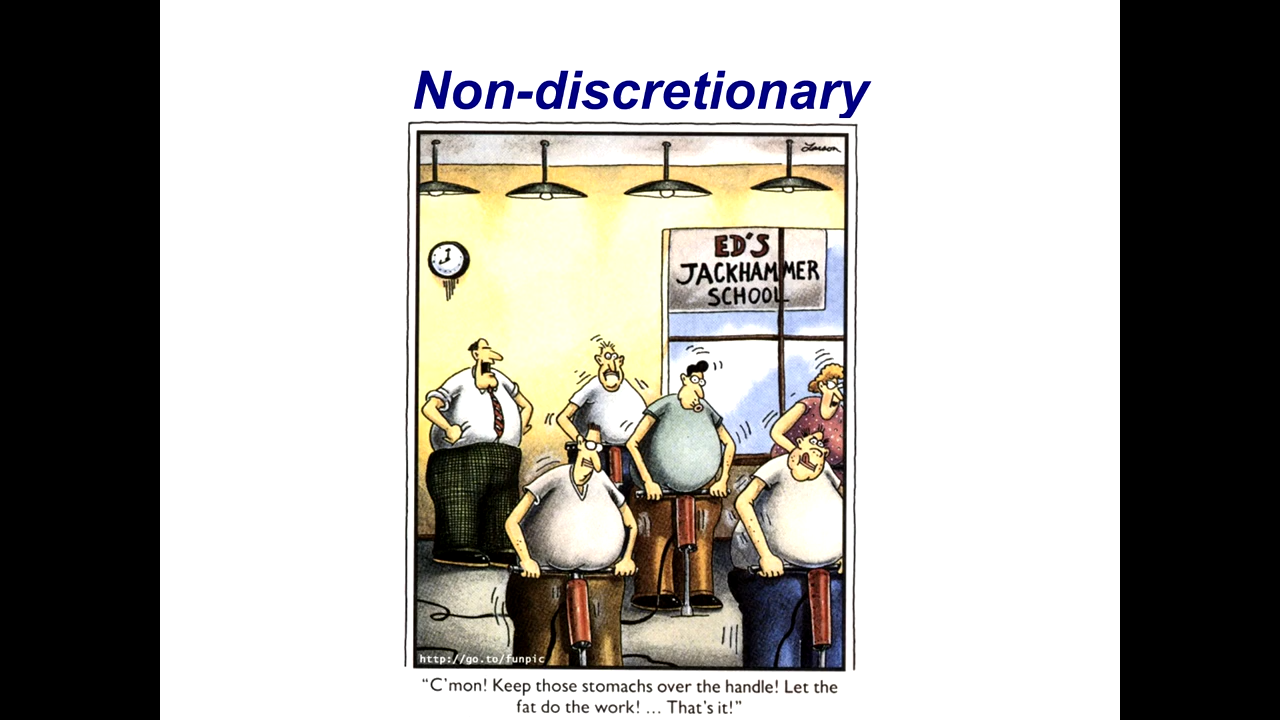 Non-discretionary
Larson
ED'S
JACKHAMMER
SCHOOL
http://go.to/funpic
“C'mon! Keep those stomachs over the handle! Let the
fat do the work! … That's it!”